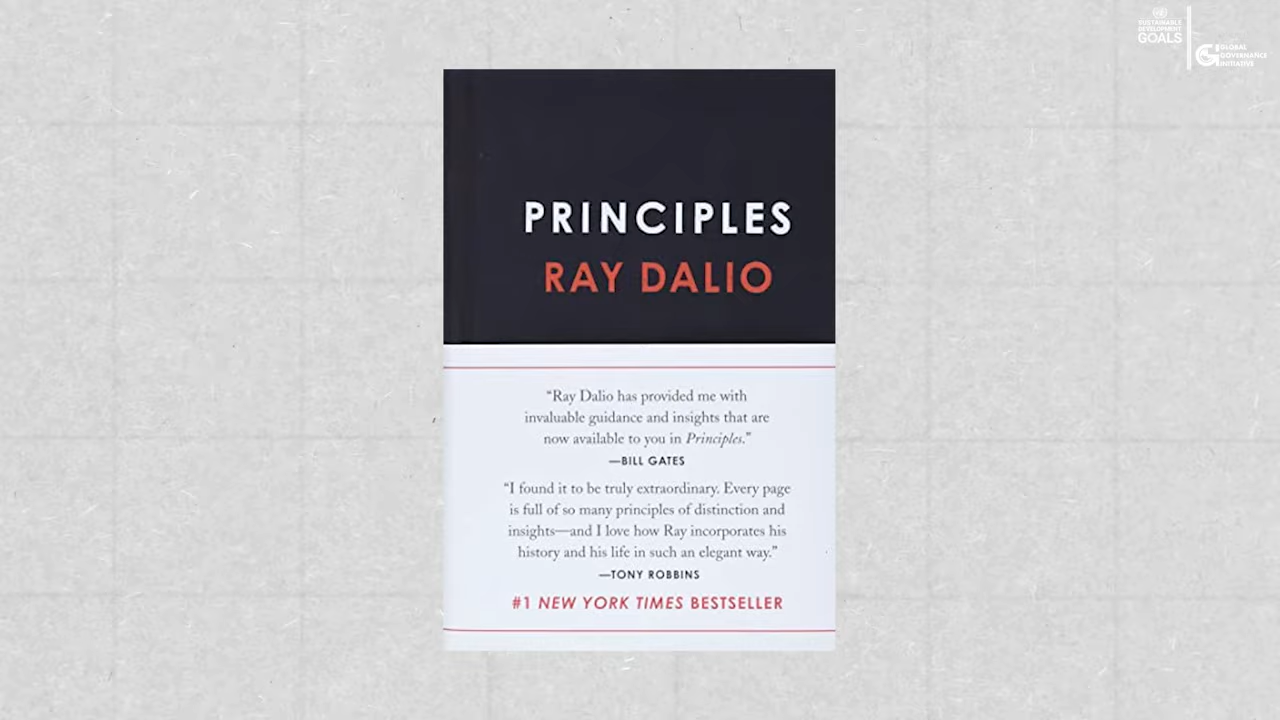 SUSTAINABLE
DEVELOPMENT
GOALS
GLOBAL
GOVERNANCE
INITIATIVE
PRINCIPLES
RAY DALIO
“Ray Dalio has provided me with
invaluable guidance and insights that are
now available to you in Principles.”
—BILL GATES
“I found it to be truly extraordinary. Every page
is full of so many principles of distinction and
insights—and I love how Ray incorporates his
history and his life in such an elegant way.”
—TONY ROBBINS
#1 NEW YORK TIMES BESTSELLER